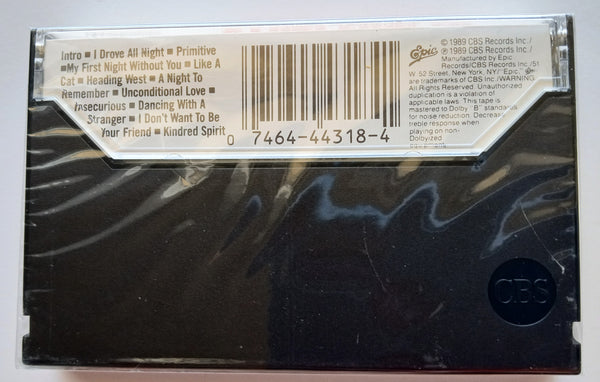 Intro ■ I Drove All Night ■ Primitive
■ My First Night Without You ■ Like A
Cat ■ Heading West ■ A Night To
Remember ■ Unconditional Love ■
Insecurious ■ Dancing With A
Stranger ■ I Don't Want To Be
Your Friend ■ Kindred Spirit
0 7464-44318-4
Epic
© 1989 CBS Records Inc./
℗ 1989 CBS Records Inc./
Manufactured by Epic
Records/CBS Records Inc./51
W. 52 Street, New York, NY/"Epic,"
are trademarks of CBS Inc./WARNING:
All Rights Reserved. Unauthorized
duplication is a violation of
applicable laws. This tape is
mastered to Dolby "B" standards
for noise reduction. Decrease
treble response when
playing on non-
Dolbyized
equipment.
CBS